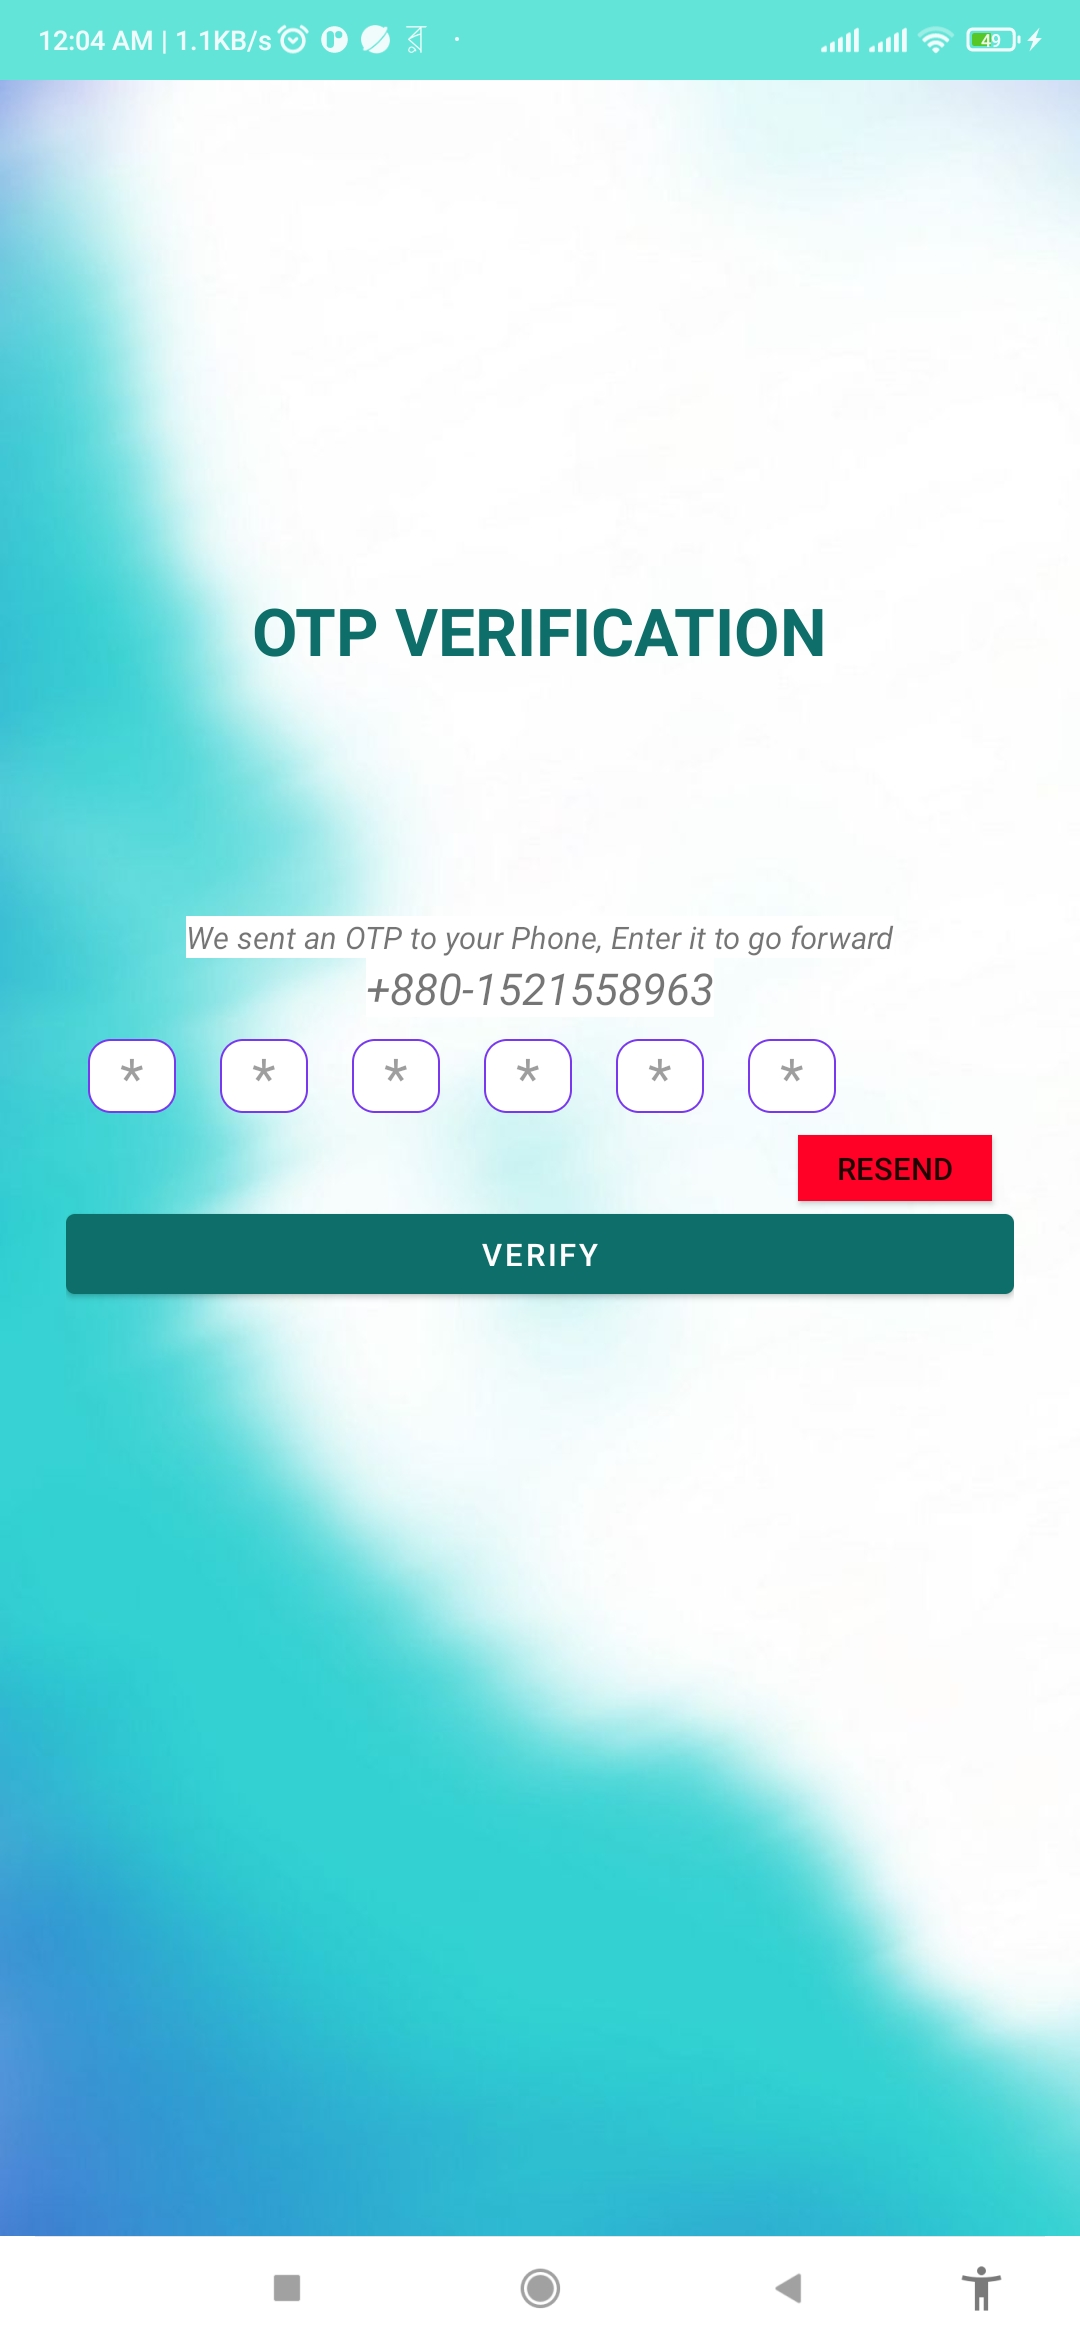 12:04 AM | 1.1KB/s
49
OTP VERIFICATION
We sent an OTP to your Phone, Enter it to go forward
+880-1521558963
* * * * * *
RESEND
VERIFY